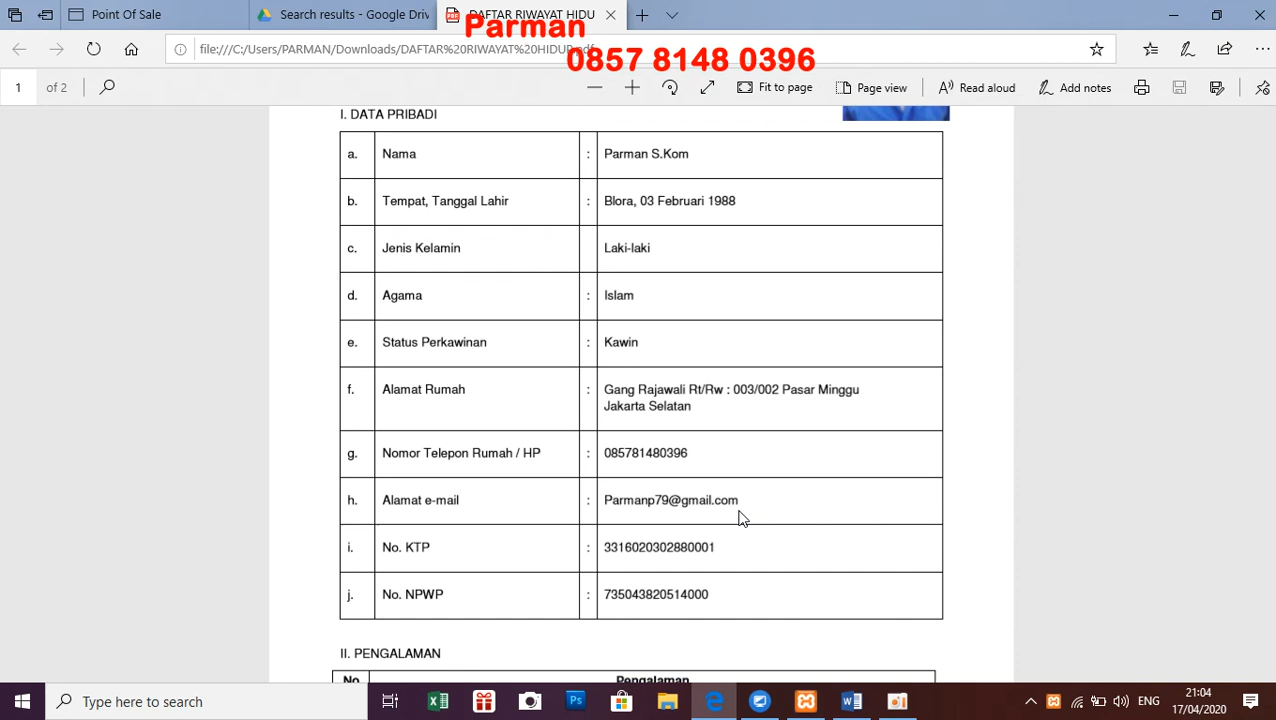 Point Of Sale
Search results - Google Driv
DAFTAR RIWAYAT HIDU
Parman
0857 8148 0396
file:///C:/Users/PARMAN/Downloads/DAFTAR%20RIWAYAT%20HIDUP.pdf
1 of 2
Fit to page
Page view
Read aloud
Add notes
I. DATA PRIBADI
a. Nama : Parman S.Kom
b. Tempat, Tanggal Lahir : Blora, 03 Februari 1988
c. Jenis Kelamin Laki-laki
d. Agama : Islam
e. Status Perkawinan : Kawin
f. Alamat Rumah : Gang Rajawali Rt/Rw : 003/002 Pasar Minggu
Jakarta Selatan
g. Nomor Telepon Rumah / HP : 085781480396
h. Alamat e-mail : Parmanp79@gmail.com
i. No. KTP : 3316020302880001
j. No. NPWP : 735043820514000
II. PENGALAMAN
No Pengalaman
Type here to search
ENG
21:04
17/04/2020